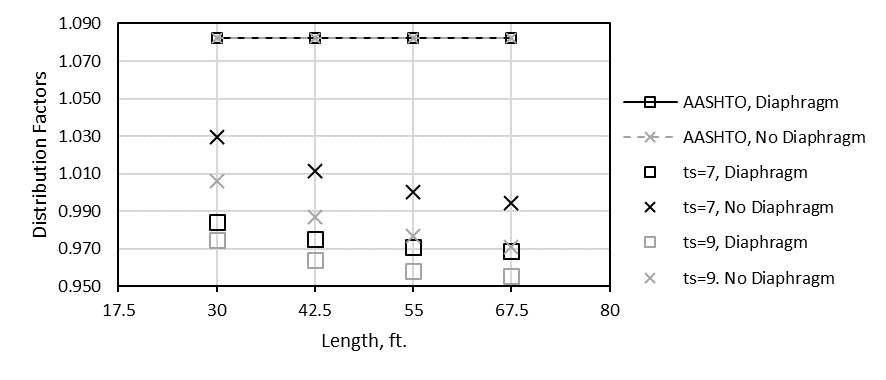 1.090
1.070
1.050
1.030
1.010
0.990
0.970
0.950
Distribution Factors
17.5 30 42.5 55 67.5 80
Length, ft.
AASHTO, Diaphragm
AASHTO, No Diaphragm
ts=7, Diaphragm
ts=7, No Diaphragm
ts=9, Diaphragm
ts=9. No Diaphragm